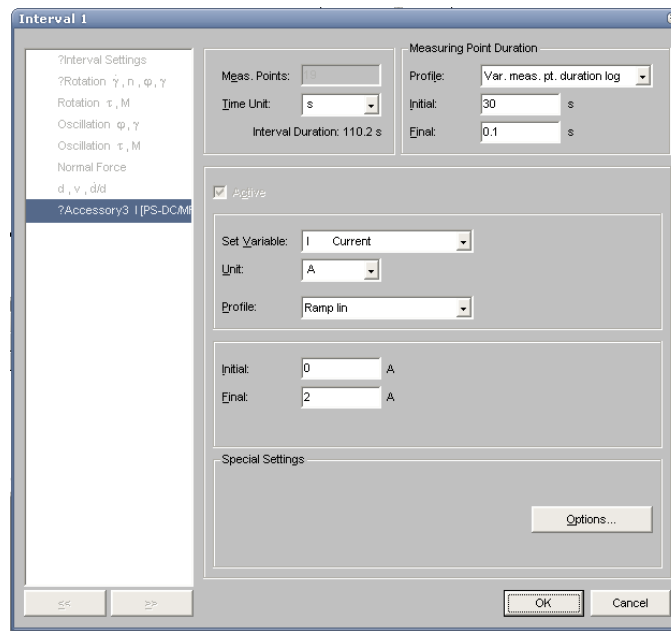 Interval 1
?Interval Settings
?Rotation γ̇ , n , φ , γ
Rotation τ , M
Oscillation φ , γ
Oscillation τ , M
Normal Force
d , v , ḋ/d
?Accessory3 I [PS-DC/MR
Meas. Points:
Time Unit: s
Interval Duration: 110.2 s
Measuring Point Duration
Profile: Var. meas. pt. duration log
Initial: 30 s
Final: 0.1 s
Active
Set Variable: I Current
Unit: A
Profile: Ramp lin
Initial: 0 A
Final: 2 A
Special Settings
Options...
<< >>
OK Cancel